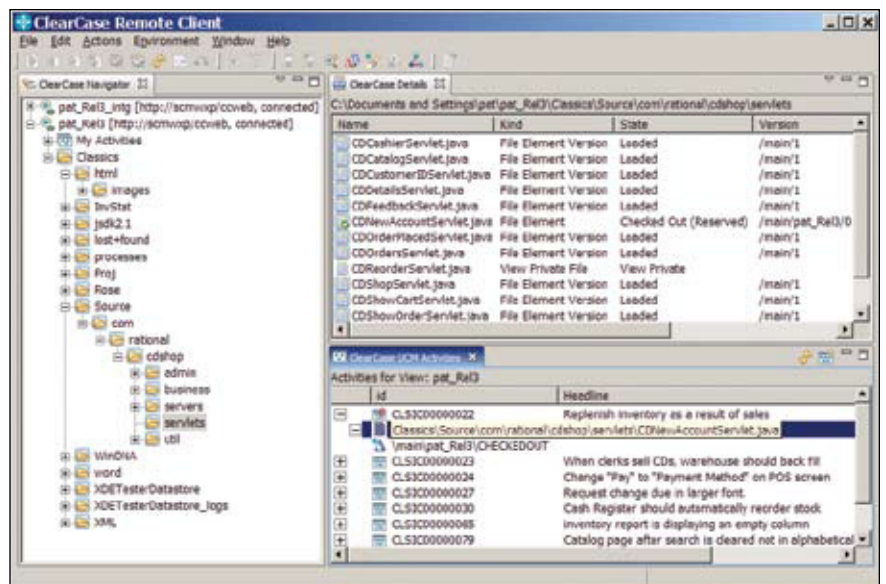 ClearCase Remote Client
File Edit Actions Environment Window Help
ClearCase Navigator
pat_Rel3_intg [http://scmwxp/ccweb, connected]
pat_Rel3 [http://scmwxp/ccweb, connected]
My Activities
Classics
html
images
InvStat
jsdk2.1
lost+found
processes
Proj
Rose
Source
com
rational
cdshop
admin
business
servers
servlets
util
WinDNA
word
XDETesterDatastore
XDETesterDatastore_logs
XML
ClearCase Details
C:\Documents and Settings\pat\pat_Rel3\Classics\Source\com\rational\cdshop\servlets
Name Kind State Version
CDCashierServlet.java File Element Version Loaded /main/1
CDCatalogServlet.java File Element Version Loaded /main/1
CDCustomerIDServlet.java File Element Version Loaded /main/1
CDDetailsServlet.java File Element Version Loaded /main/1
CDFeedbackServlet.java File Element Version Loaded /main/1
CDNewAccountServlet.java File Element Checked Out (Reserved) /main/pat_Rel3/0
CDOrderPlacedServlet.java File Element Version Loaded /main/1
CDOrdersServlet.java File Element Version Loaded /main/1
CDReorderServlet.java View Private File View Private
CDShopServlet.java File Element Version Loaded /main/1
CDShowCartServlet.java File Element Version Loaded /main/1
CDShowOrderServlet.java File Element Version Loaded /main/1
ClearCase UCM Activities
Activities for View: pat_Rel3
id Headline
CLSIC00000022 Replenish inventory as a result of sales
Classics\Source\com\rational\cdshop\servlets\CDNewAccountServlet.java
\main\pat_Rel3\CHECKEDOUT
CLSIC00000023 When clerks sell CDs, warehouse should back fill
CLSIC00000024 Change "Pay" to "Payment Method" on POS screen
CLSIC00000027 Request change due in larger font.
CLSIC00000030 Cash Register should automatically reorder stock
CLSIC00000065 inventory report is displaying an empty column
CLSIC00000079 Catalog page after search is cleared not in alphabetical